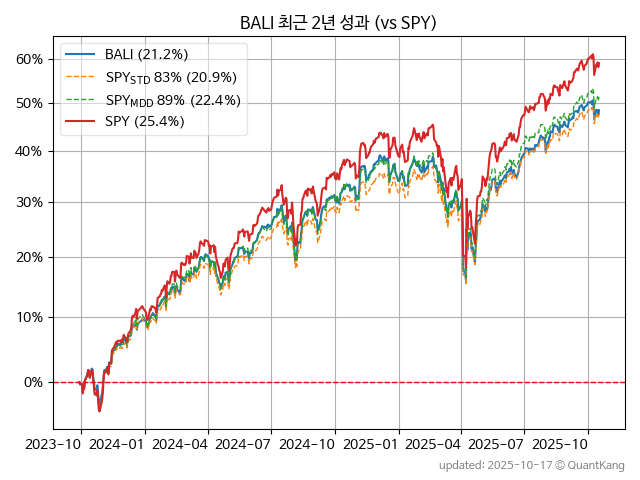 BALI 최근 2년 성과 (vs SPY)
BALI (21.2%)
SPY_STD 83% (20.9%)
SPY_MDD 89% (22.4%)
SPY (25.4%)
60%
50%
40%
30%
20%
10%
0%
2023-10 2024-01 2024-04 2024-07 2024-10 2025-01 2025-04 2025-07 2025-10
updated: 2025-10-17 © QuantKang